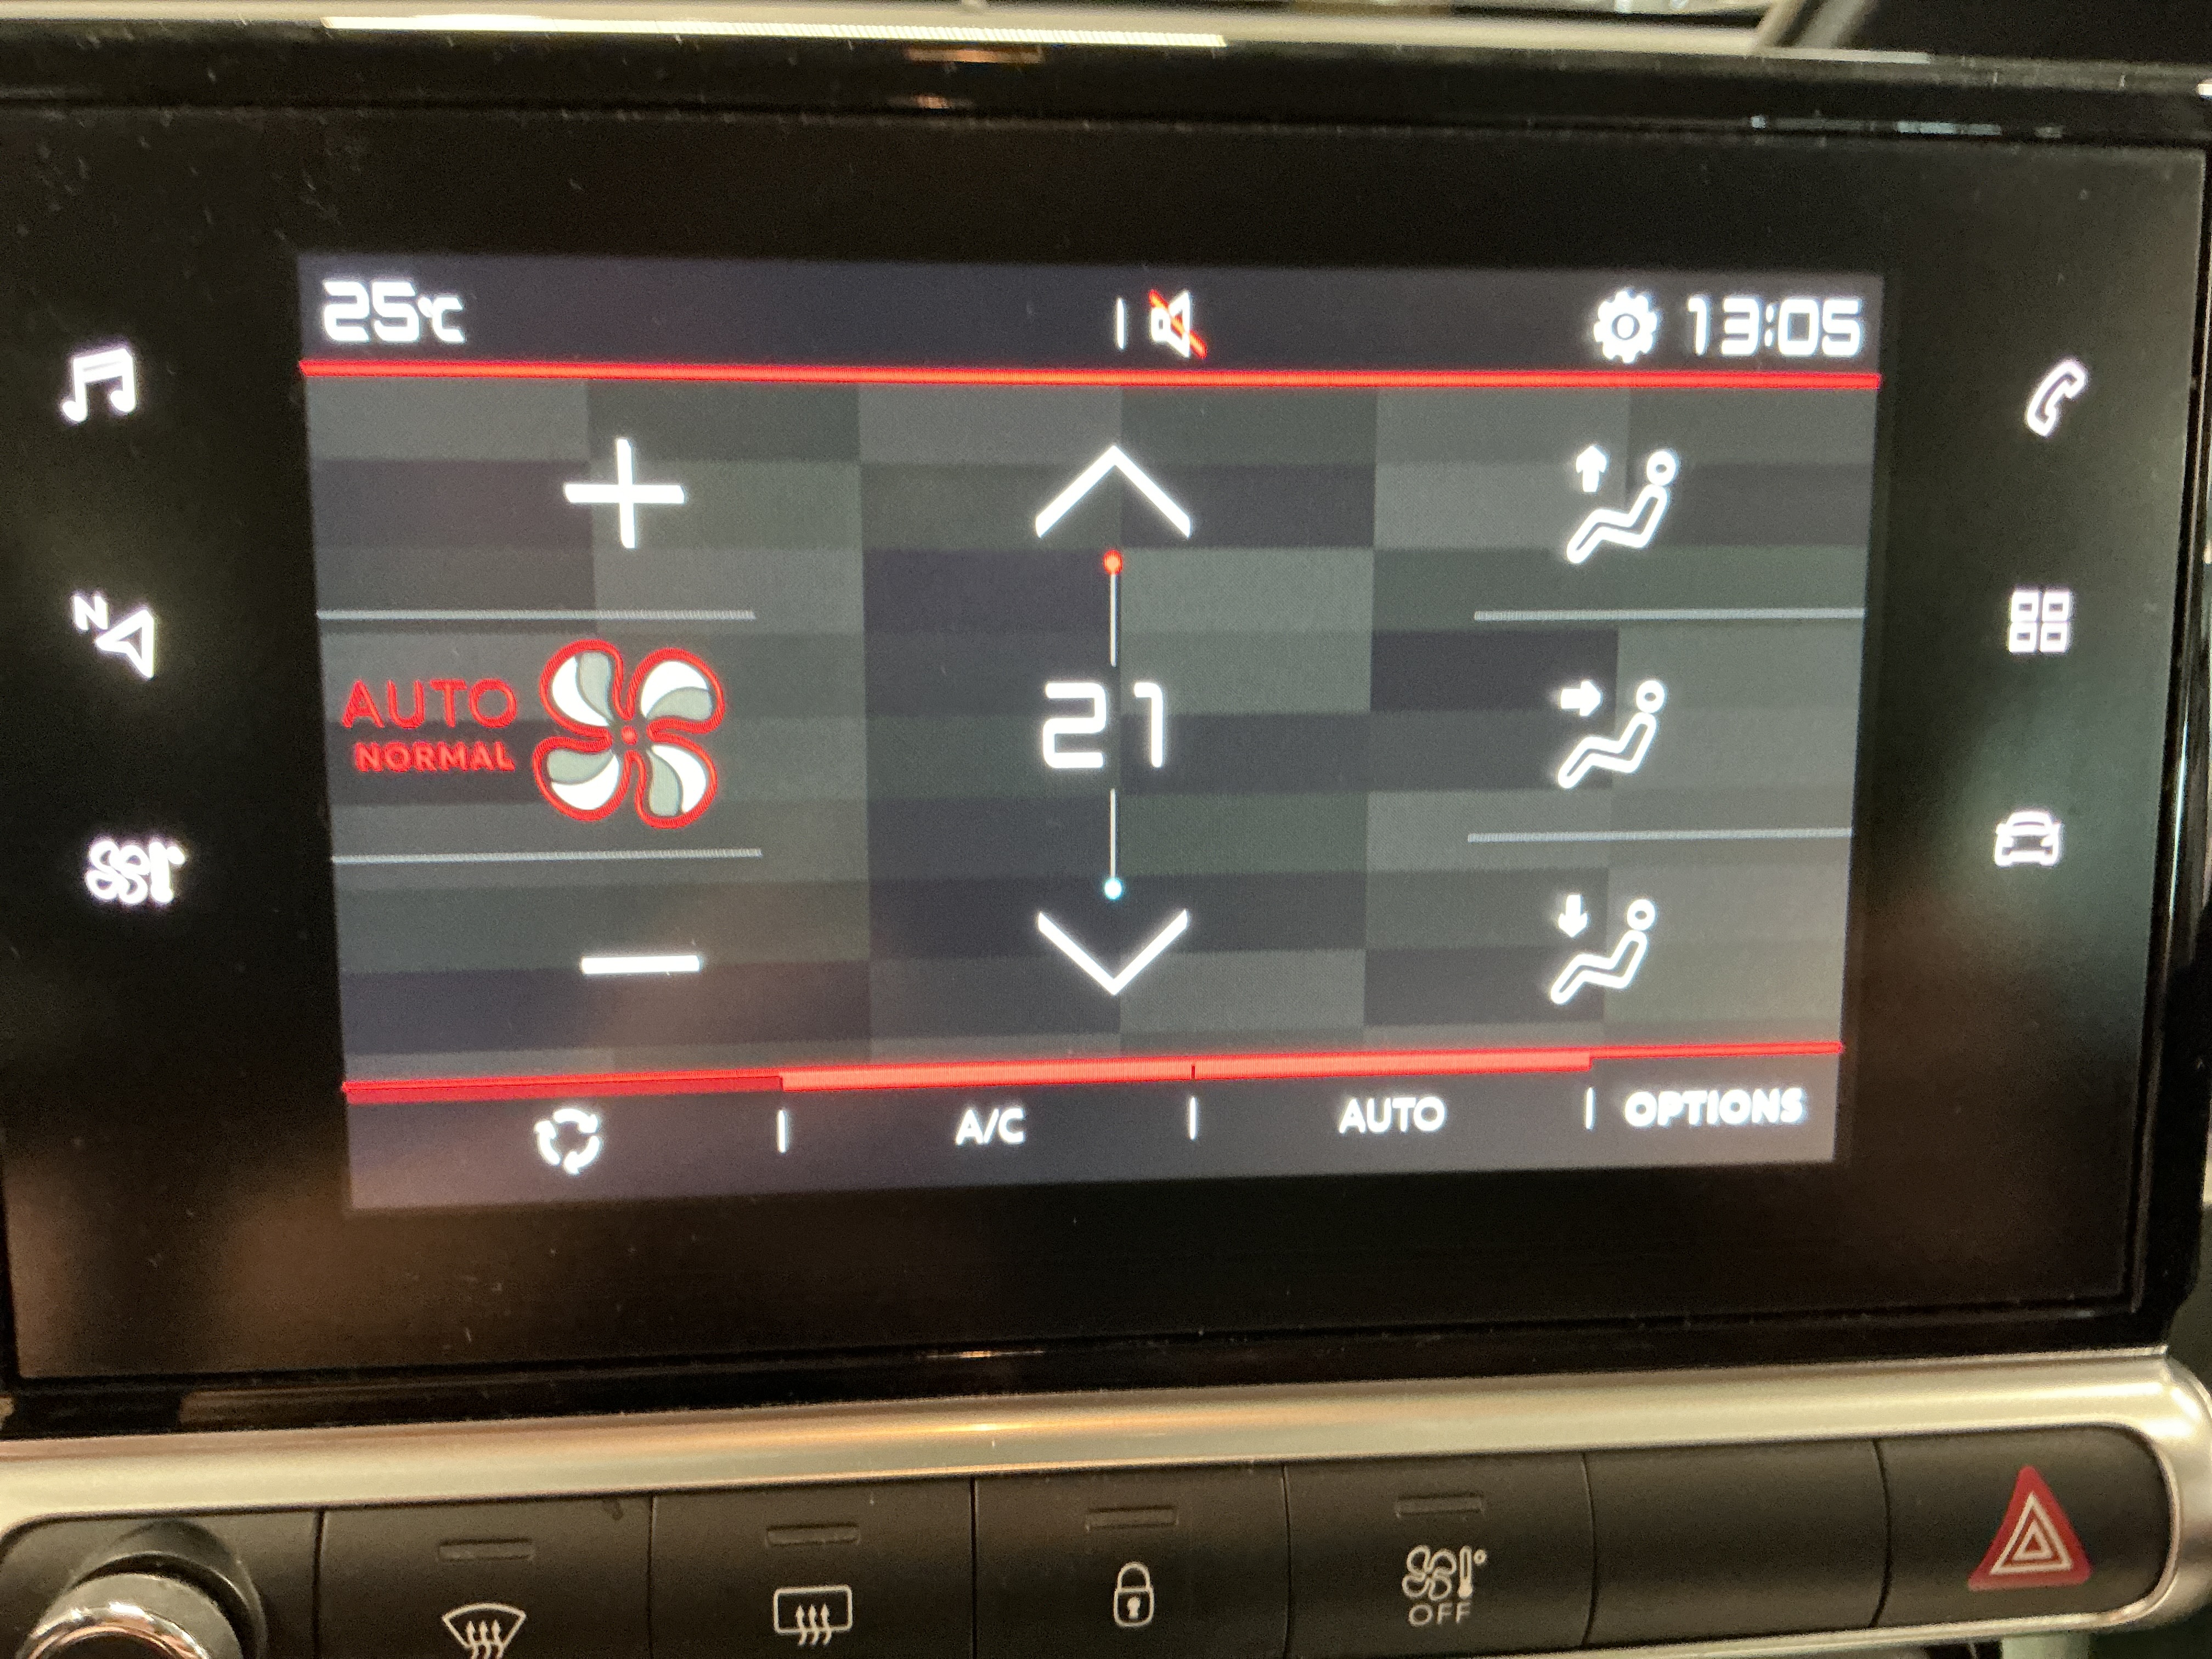 25℃ 13:05
N
AUTO
NORMAL
21
A/C AUTO OPTIONS
OFF